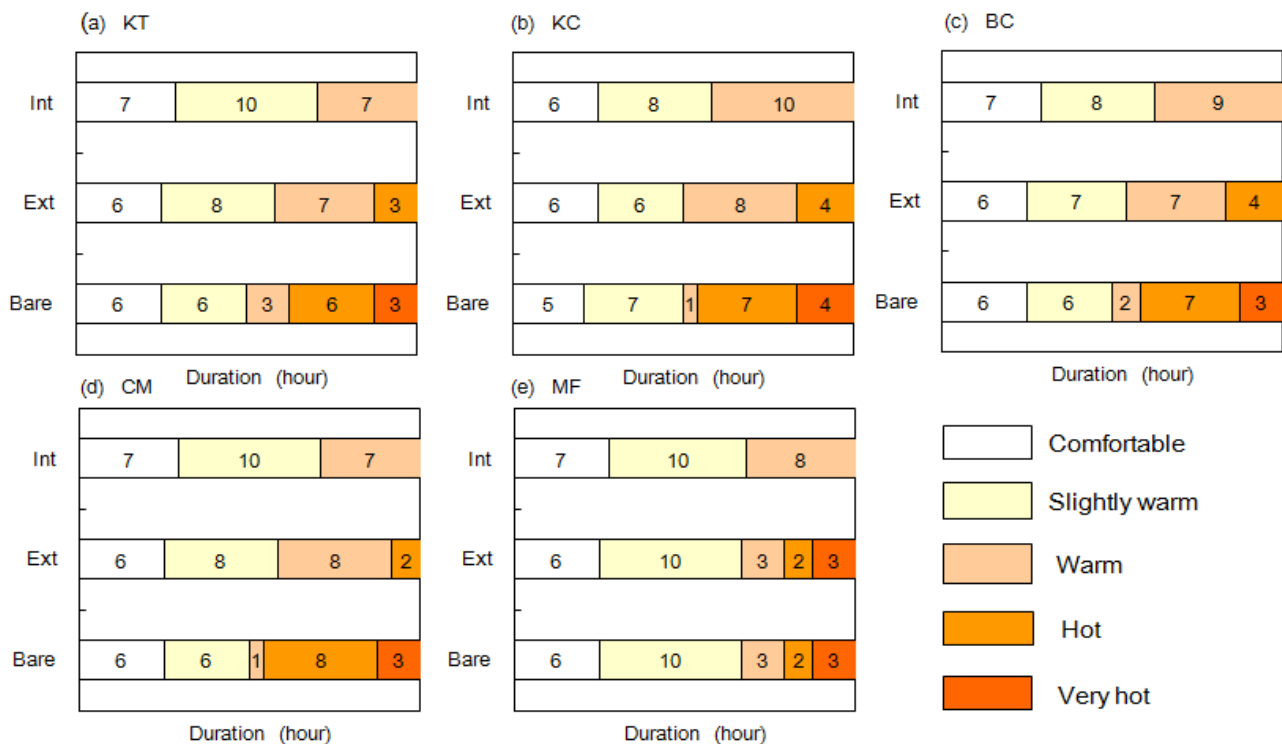 (a) KT
Int 7 10 7
Ext 6 8 7 3
Bare 6 6 3 6 3
Duration (hour)
(b) KC
Int 6 8 10
Ext 6 6 8 4
Bare 5 7 1 7 4
Duration (hour)
(c) BC
Int 7 8 9
Ext 6 7 7 4
Bare 6 6 2 7 3
Duration (hour)
(d) CM
Int 7 10 7
Ext 6 8 8 2
Bare 6 6 1 8 3
Duration (hour)
(e) MF
Int 7 10 8
Ext 6 10 3 2 3
Bare 6 10 3 2 3
Duration (hour)
Comfortable
Slightly warm
Warm
Hot
Very hot